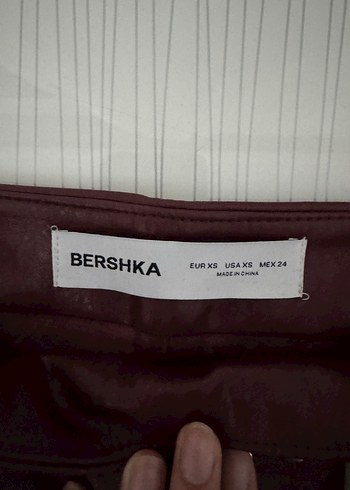 BERSHKA
EUR XS USA XS MEX 24
MADE IN CHINA